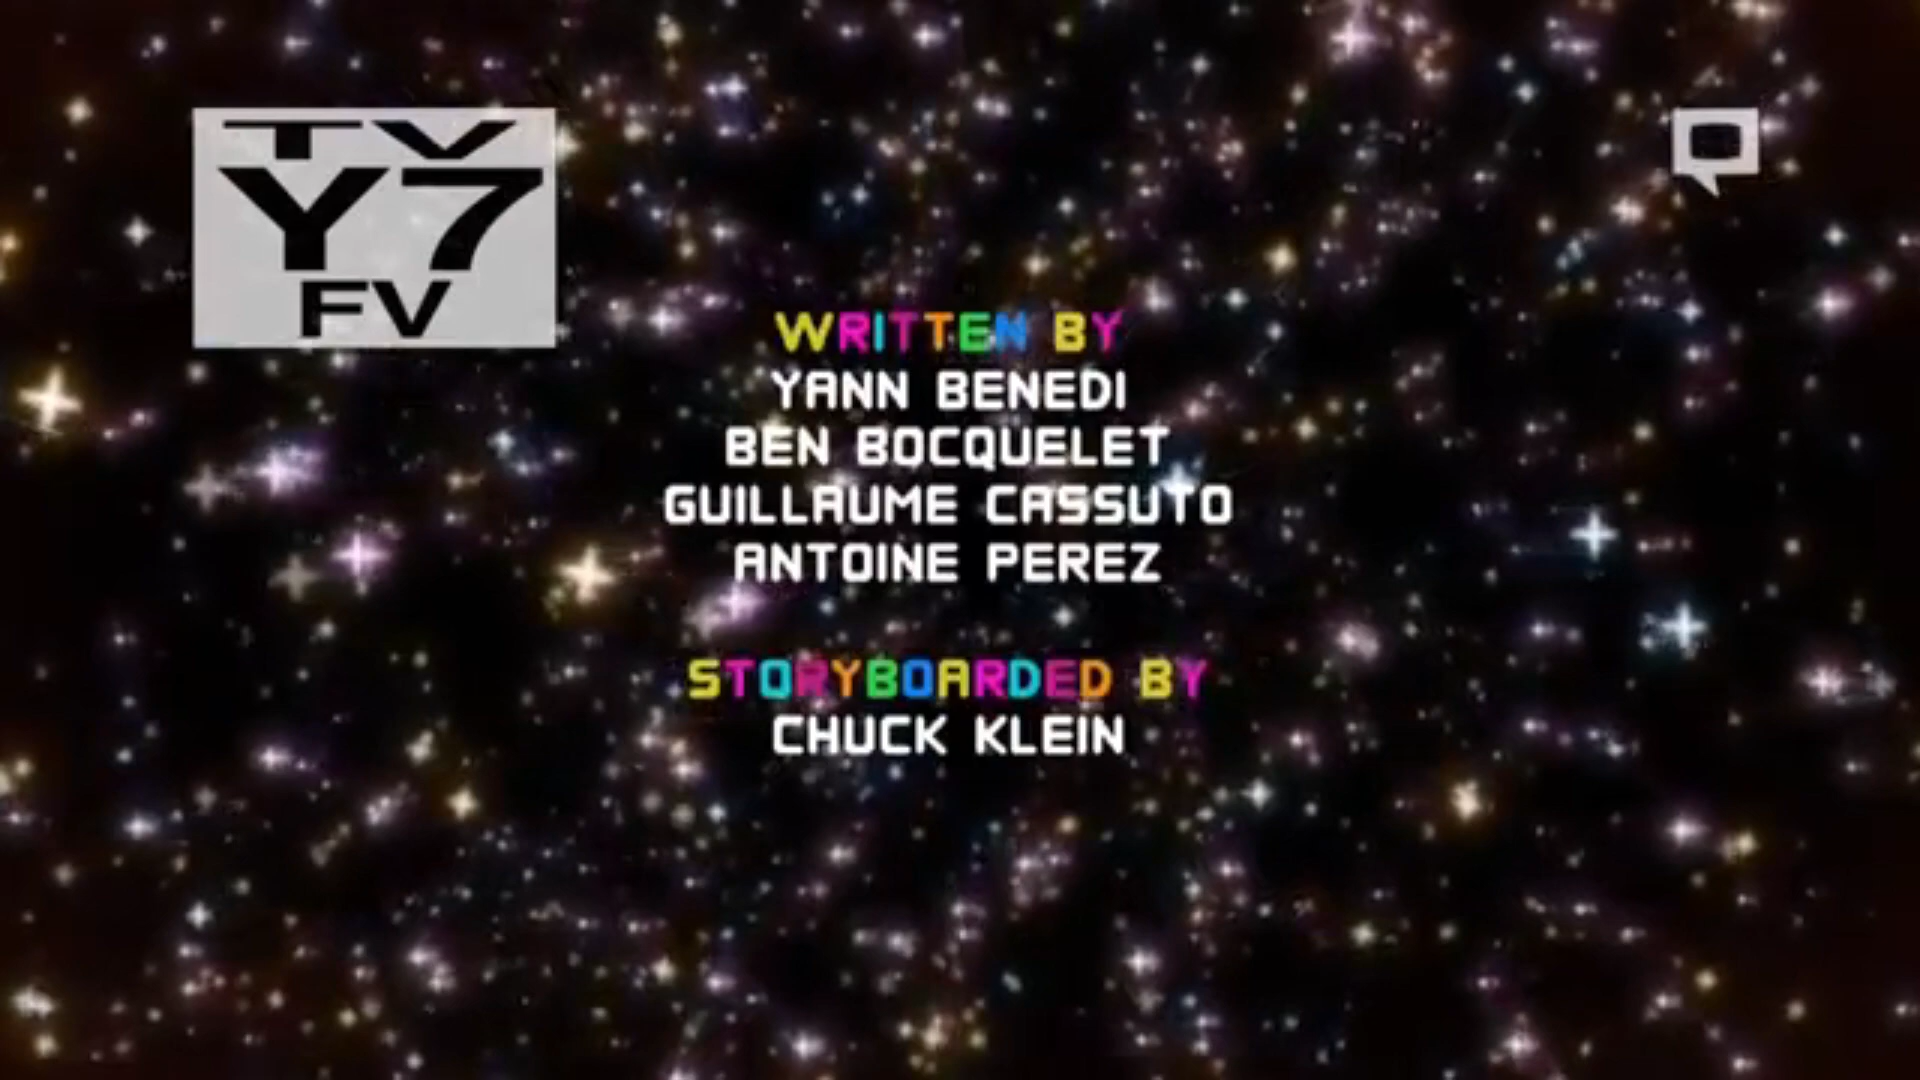 TV
Y7
FV
WRITTEN BY
YANN BENEDI
BEN BOCQUELET
GUILLAUME CASSUTO
ANTOINE PEREZ
STORYBOARDED BY
CHUCK KLEIN